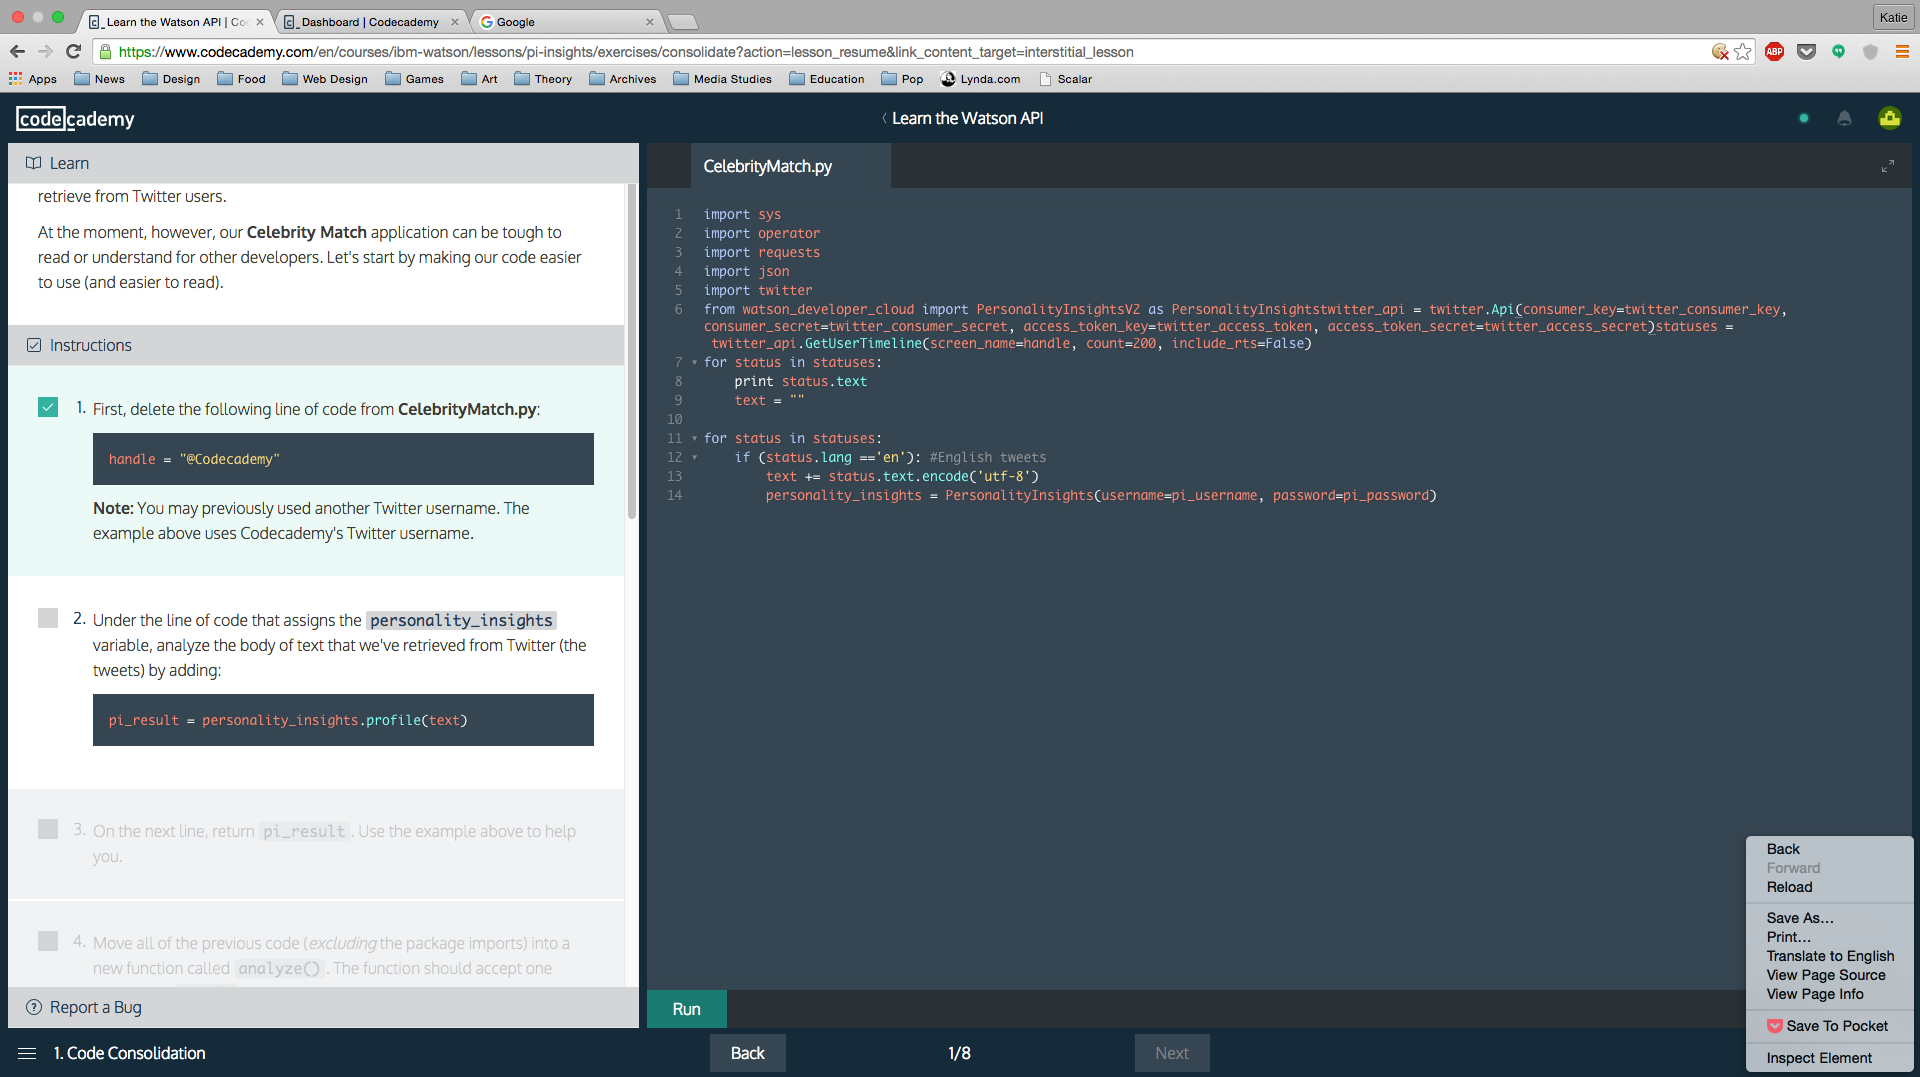 Learn the Watson API | Co
Dashboard | Codecademy
Google
Katie
https://www.codecademy.com/en/courses/ibm-watson/lessons/pi-insights/exercises/consolidate?action=lesson_resume&link_content_target=interstitial_lesson
ABP
Apps
News
Design
Food
Web Design
Games
Art
Theory
Archives
Media Studies
Education
Pop
Lynda.com
Scalar
codecademy
Learn the Watson API
Learn
retrieve from Twitter users.
At the moment, however, our Celebrity Match application can be tough to
read or understand for other developers. Let's start by making our code easier
to use (and easier to read).
Instructions
1. First, delete the following line of code from CelebrityMatch.py:
handle = "@Codecademy"
Note: You may previously used another Twitter username. The
example above uses Codecademy's Twitter username.
2. Under the line of code that assigns the personality_insights
variable, analyze the body of text that we've retrieved from Twitter (the
tweets) by adding:
pi_result = personality_insights.profile(text)
3. On the next line, return pi_result. Use the example above to help
you.
4. Move all of the previous code (excluding the package imports) into a
new function called analyze(). The function should accept one
Report a Bug
CelebrityMatch.py
1 import sys
2 import operator
3 import requests
4 import json
5 import twitter
6 from watson_developer_cloud import PersonalityInsightsV2 as PersonalityInsightstwitter_api = twitter.Api(consumer_key=twitter_consumer_key,
consumer_secret=twitter_consumer_secret, access_token_key=twitter_access_token, access_token_secret=twitter_access_secret)statuses =
twitter_api.GetUserTimeline(screen_name=handle, count=200, include_rts=False)
7 for status in statuses:
8 print status.text
9 text = ""
10
11 for status in statuses:
12 if (status.lang =='en'): #English tweets
13 text += status.text.encode('utf-8')
14 personality_insights = PersonalityInsights(username=pi_username, password=pi_password)
Run
Back
Forward
Reload
Save As...
Print...
Translate to English
View Page Source
View Page Info
Save To Pocket
Inspect Element
1. Code Consolidation
Back
1/8
Next